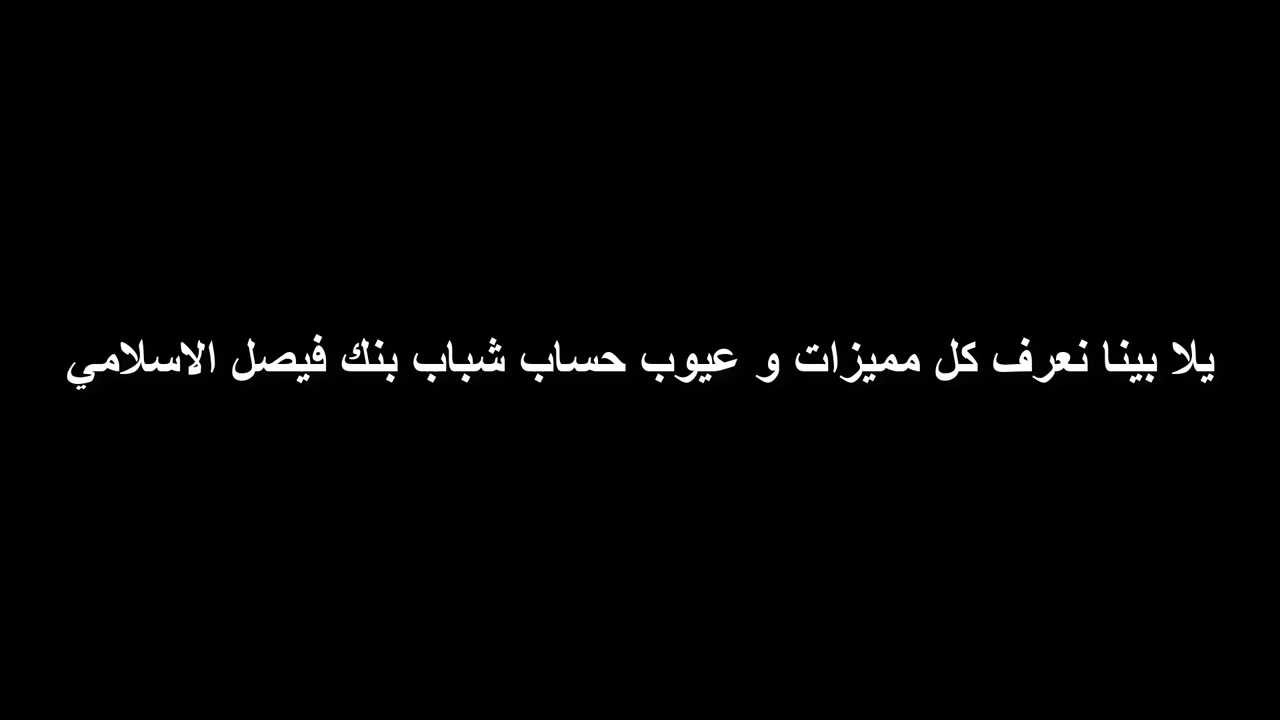 يلا بينا نعرف كل مميزات و عيوب حساب شباب بنك فيصل الاسلامي